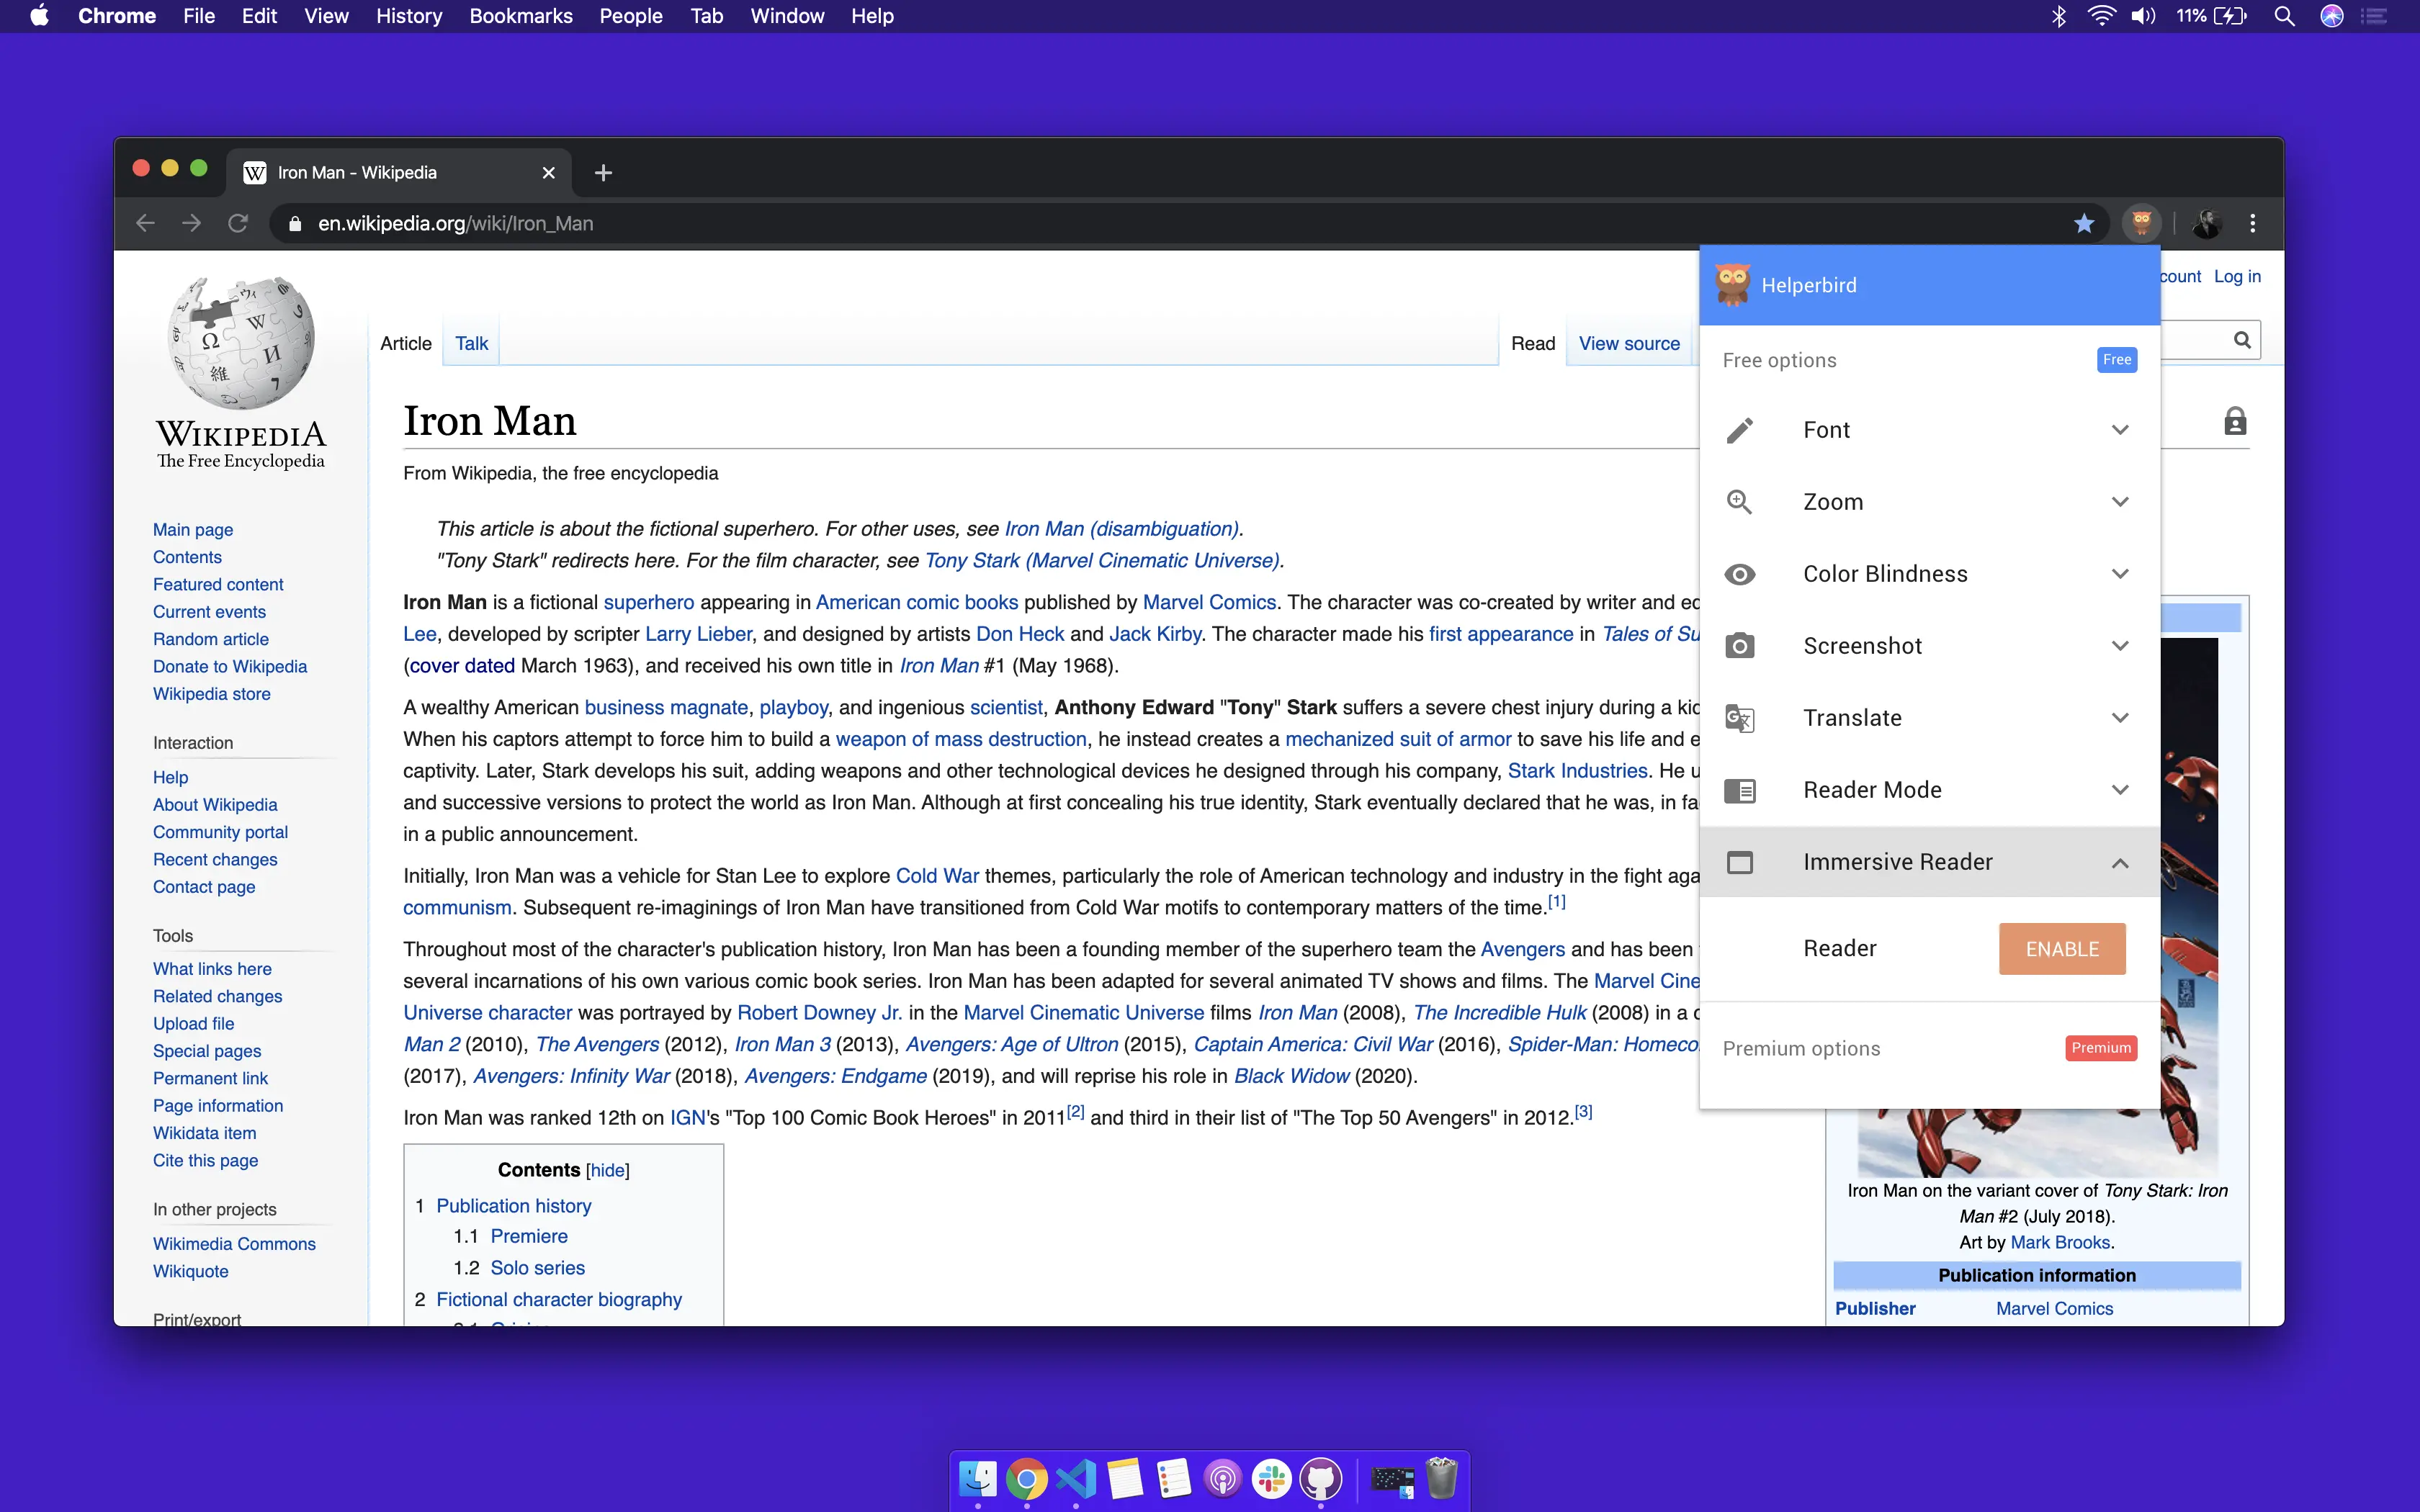 Chrome File Edit View History Bookmarks People Tab Window Help
11%
Iron Man - Wikipedia
en.wikipedia.org/wiki/Iron_Man
WIKIPEDIA
The Free Encyclopedia
Main page
Contents
Featured content
Current events
Random article
Donate to Wikipedia
Wikipedia store
Interaction
Help
About Wikipedia
Community portal
Recent changes
Contact page
Tools
What links here
Related changes
Upload file
Special pages
Permanent link
Page information
Wikidata item
Cite this page
In other projects
Wikimedia Commons
Wikiquote
Print/export
count Log in
Article Talk
Read View source
Iron Man
From Wikipedia, the free encyclopedia
This article is about the fictional superhero. For other uses, see Iron Man (disambiguation).
"Tony Stark" redirects here. For the film character, see Tony Stark (Marvel Cinematic Universe).
Iron Man is a fictional superhero appearing in American comic books published by Marvel Comics. The character was co-created by writer and ed
Lee, developed by scripter Larry Lieber, and designed by artists Don Heck and Jack Kirby. The character made his first appearance in Tales of Su
(cover dated March 1963), and received his own title in Iron Man #1 (May 1968).
A wealthy American business magnate, playboy, and ingenious scientist, Anthony Edward "Tony" Stark suffers a severe chest injury during a kid
When his captors attempt to force him to build a weapon of mass destruction, he instead creates a mechanized suit of armor to save his life and e
captivity. Later, Stark develops his suit, adding weapons and other technological devices he designed through his company, Stark Industries. He u
and successive versions to protect the world as Iron Man. Although at first concealing his true identity, Stark eventually declared that he was, in fa
in a public announcement.
Initially, Iron Man was a vehicle for Stan Lee to explore Cold War themes, particularly the role of American technology and industry in the fight aga
communism. Subsequent re-imaginings of Iron Man have transitioned from Cold War motifs to contemporary matters of the time.[1]
Throughout most of the character's publication history, Iron Man has been a founding member of the superhero team the Avengers and has been
several incarnations of his own various comic book series. Iron Man has been adapted for several animated TV shows and films. The Marvel Cine
Universe character was portrayed by Robert Downey Jr. in the Marvel Cinematic Universe films Iron Man (2008), The Incredible Hulk (2008) in a c
Man 2 (2010), The Avengers (2012), Iron Man 3 (2013), Avengers: Age of Ultron (2015), Captain America: Civil War (2016), Spider-Man: Homeco
(2017), Avengers: Infinity War (2018), Avengers: Endgame (2019), and will reprise his role in Black Widow (2020).
Iron Man was ranked 12th on IGN's "Top 100 Comic Book Heroes" in 2011[2] and third in their list of "The Top 50 Avengers" in 2012.[3]
Contents [hide]
1 Publication history
1.1 Premiere
1.2 Solo series
2 Fictional character biography
Helperbird
Free options Free
Font
Zoom
Color Blindness
Screenshot
Translate
Reader Mode
Immersive Reader
Reader ENABLE
Premium options Premium
Iron Man on the variant cover of Tony Stark: Iron
Man #2 (July 2018).
Art by Mark Brooks.
Publication information
Publisher Marvel Comics